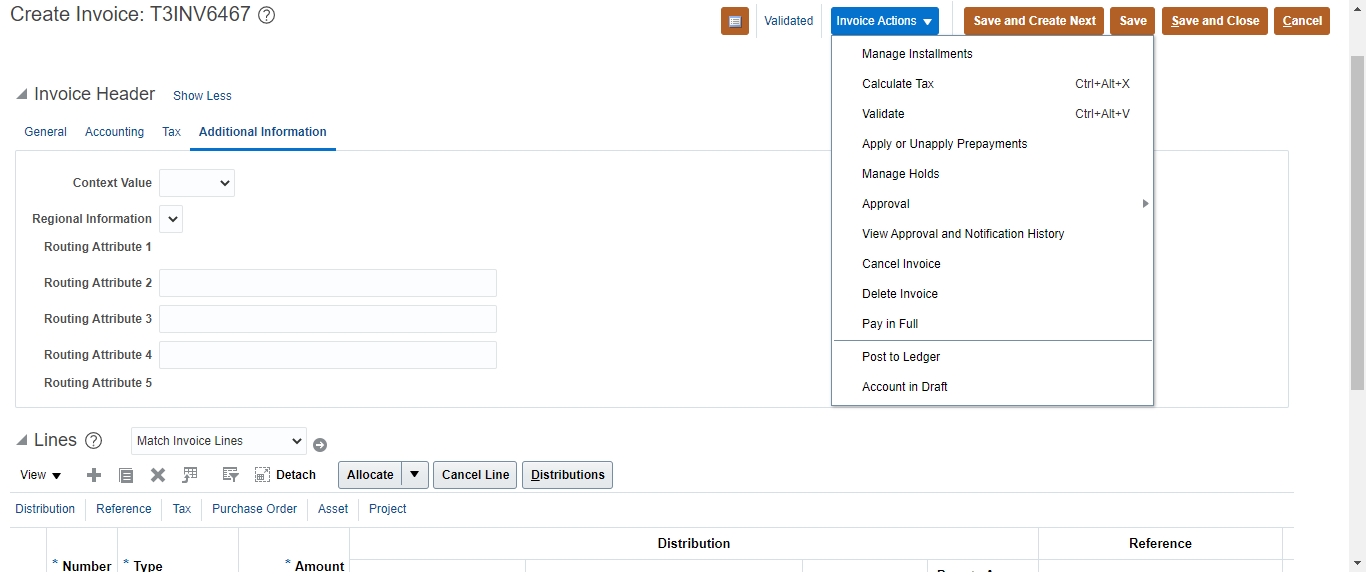 Create Invoice: T3INV6467 ?
Validated
Invoice Actions
Save and Create Next
Save
Save and Close
Cancel
Manage Installments
Calculate Tax Ctrl+Alt+X
Validate Ctrl+Alt+V
Apply or Unapply Prepayments
Manage Holds
Approval
View Approval and Notification History
Cancel Invoice
Delete Invoice
Pay in Full
Post to Ledger
Account in Draft
Invoice Header Show Less
General Accounting Tax Additional Information
Context Value
Regional Information
Routing Attribute 1
Routing Attribute 2
Routing Attribute 3
Routing Attribute 4
Routing Attribute 5
Lines ? Match Invoice Lines
View Detach Allocate Cancel Line Distributions
Distribution Reference Tax Purchase Order Asset Project
Distribution Reference
* Number * Type * Amount